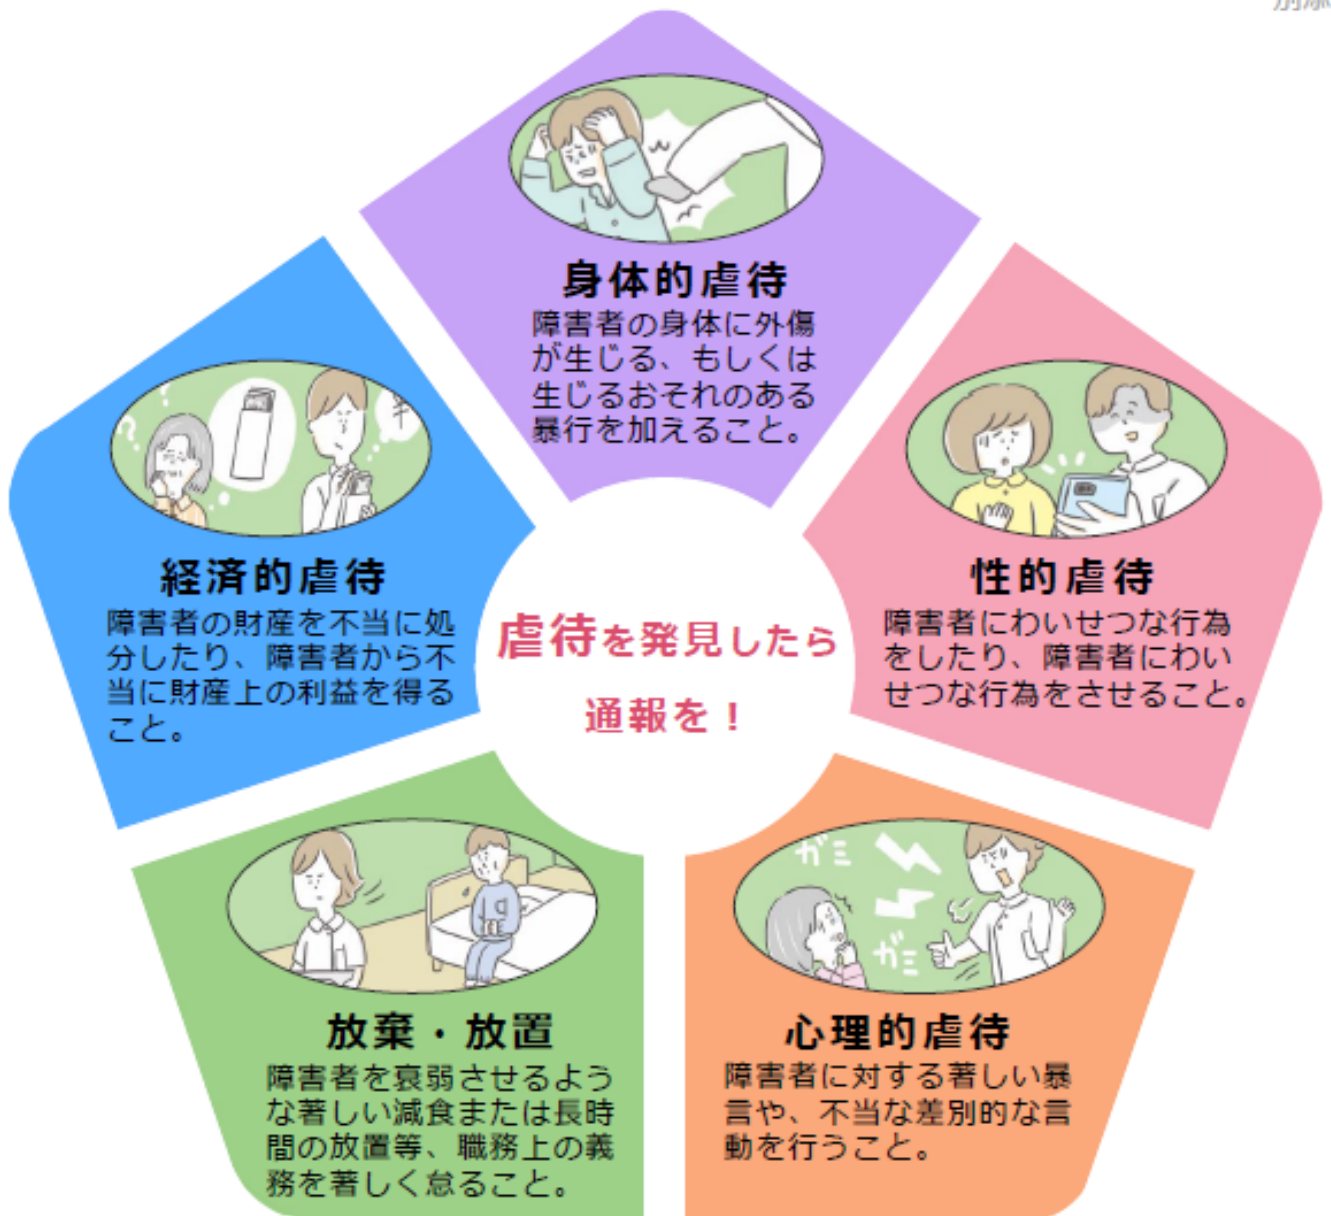 身体的虐待
障害者の身体に外傷
が生じる、もしくは
生じるおそれのある
暴行を加えること。
経済的虐待
障害者の財産を不当に処
分したり、障害者から不
当に財産上の利益を得る
こと。
性的虐待
障害者にわいせつな行為
をしたり、障害者にわい
せつな行為をさせること。
虐待を発見したら
通報を！
放棄・放置
障害者を衰弱させるよう
な著しい減食または長時
間の放置等、職務上の義
務を著しく怠ること。
ガミ
ガミ
心理的虐待
障害者に対する著しい暴
言や、不当な差別的な言
動を行うこと。